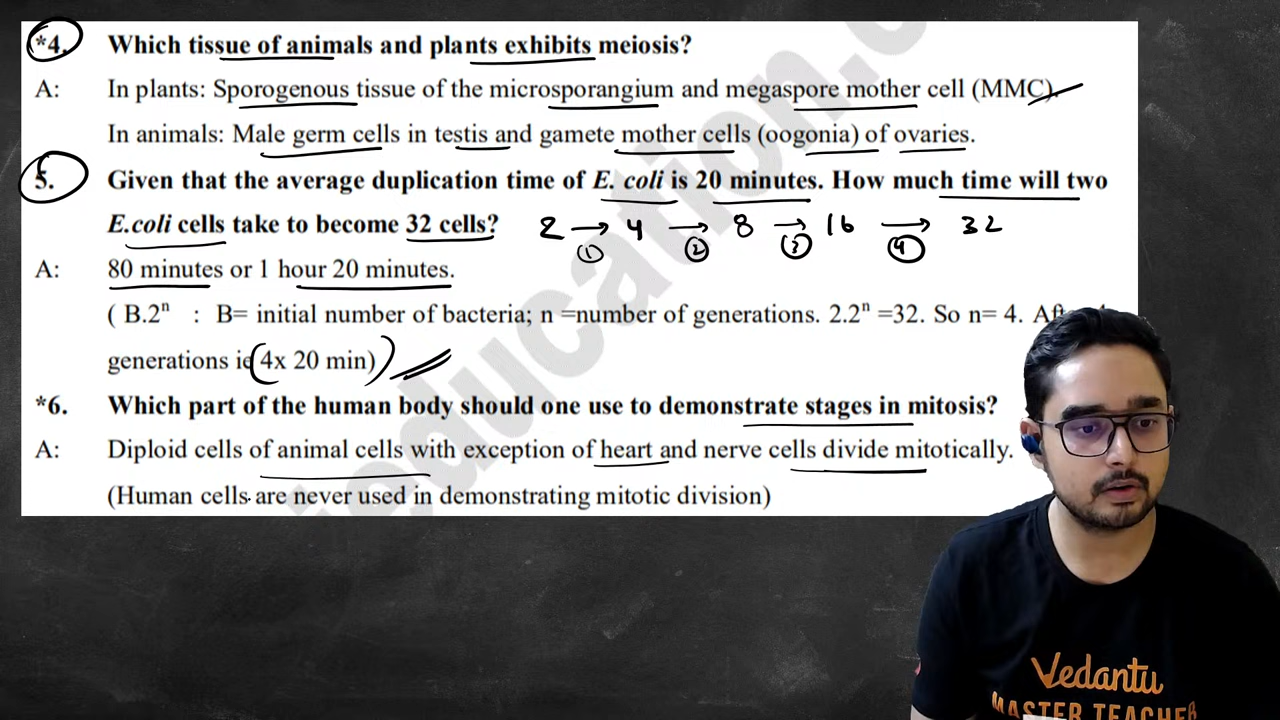 *4. Which tissue of animals and plants exhibits meiosis?
A: In plants: Sporogenous tissue of the microsporangium and megaspore mother cell (MMC).
In animals: Male germ cells in testis and gamete mother cells (oogonia) of ovaries.
5. Given that the average duplication time of E. coli is 20 minutes. How much time will two
E.coli cells take to become 32 cells? 2 → 4 → 8 → 16 → 32
① ② ③ ④
A: 80 minutes or 1 hour 20 minutes.
( B.2ⁿ : B= initial number of bacteria; n =number of generations. 2.2ⁿ =32. So n= 4.
generations ie (4x 20 min)
*6. Which part of the human body should one use to demonstrate stages in mitosis?
A: Diploid cells of animal cells with exception of heart and nerve cells divide mitotically.
(Human cells are never used in demonstrating mitotic division)
education.c
Vedantu
MASTER TEACHER